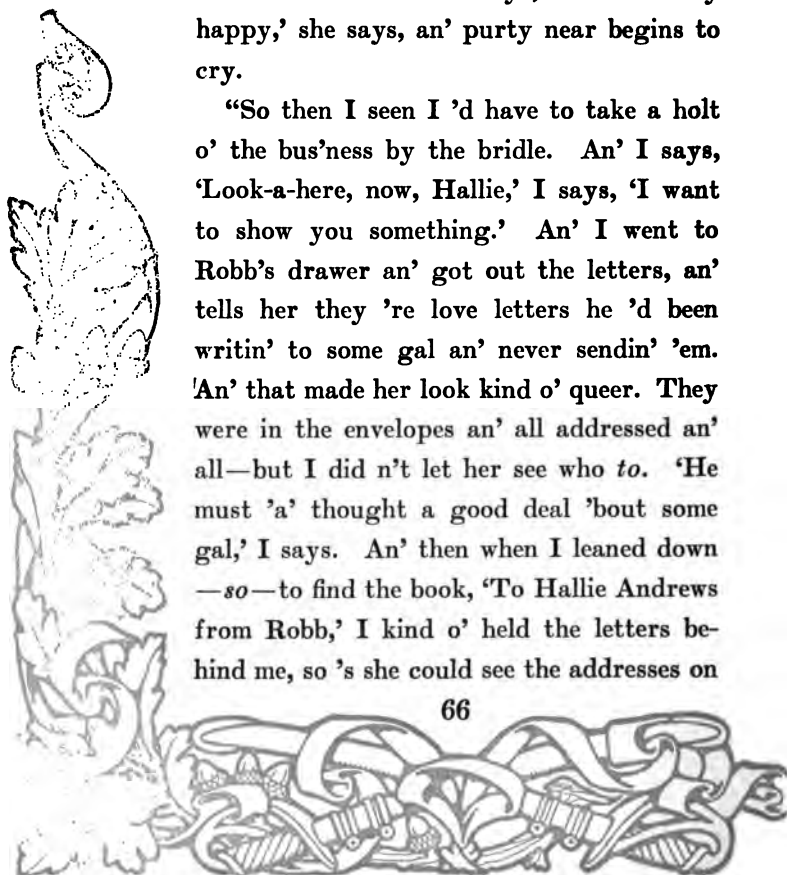 happy,’ she says, an’ purty near begins to
cry.
“So then I seen I ’d have to take a holt
o’ the bus’ness by the bridle. An’ I says,
‘Look-a-here, now, Hallie,’ I says, ‘I want
to show you something.’ An’ I went to
Robb’s drawer an’ got out the letters, an’
tells her they ’re love letters he ’d been
writin’ to some gal an’ never sendin’ ’em.
'An’ that made her look kind o’ queer. They
were in the envelopes an’ all addressed an’
all—but I did n’t let her see who to. ‘He
must ’a’ thought a good deal ’bout some
gal,’ I says. An’ then when I leaned down
—so—to find the book, ‘To Hallie Andrews
from Robb,’ I kind o’ held the letters be-
hind me, so ’s she could see the addresses on
66